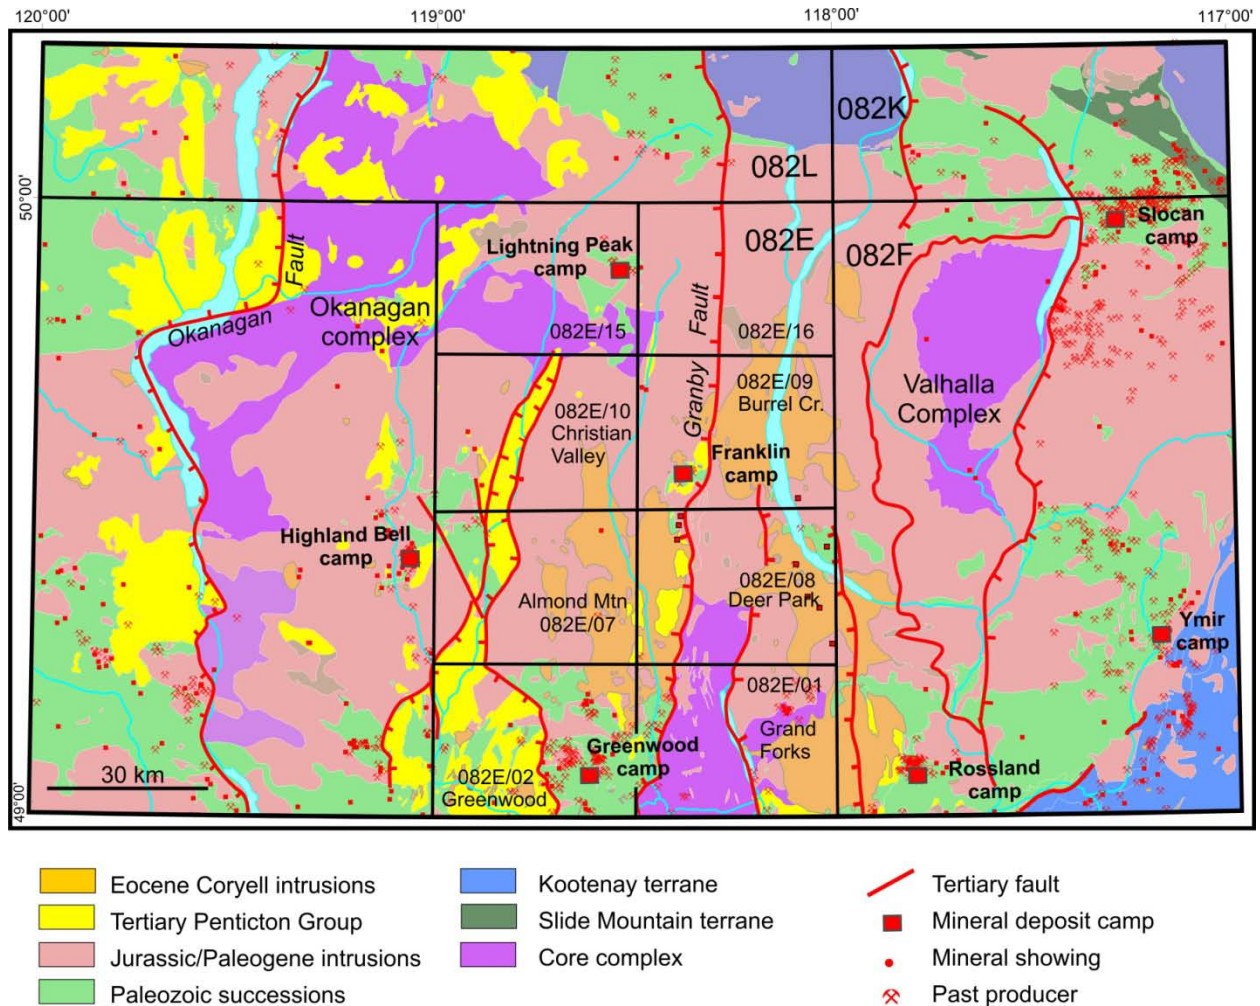 120°00'
119°00'
118°00'
117°00'
50°00'
49°00'
082K
082L
082E
082F
Slocan
camp
Lightning Peak
camp
Okanagan
Fault
Okanagan
complex
082E/15
082E/16
Granby Fault
082E/09
Burrel Cr.
Valhalla
Complex
082E/10
Christian
Valley
Franklin
camp
Highland Bell
camp
Almond Mtn
082E/07
082E/08
Deer Park
Ymir
camp
082E/01
Grand
Forks
Greenwood
camp
082E/02
Greenwood
Rossland
camp
30 km
Eocene Coryell intrusions
Tertiary Penticton Group
Jurassic/Paleogene intrusions
Paleozoic successions
Kootenay terrane
Slide Mountain terrane
Core complex
Tertiary fault
Mineral deposit camp
Mineral showing
Past producer